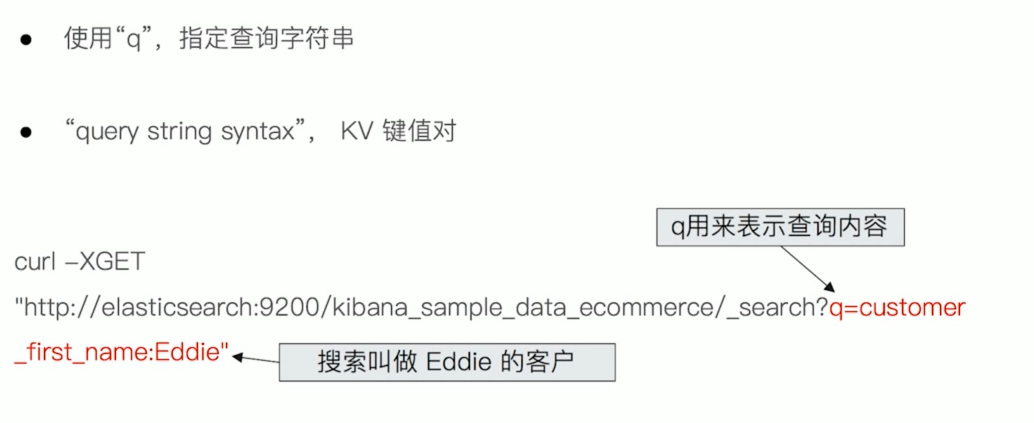 ● 使用“q”，指定查询字符串
● “query string syntax”， KV 键值对
q用来表示查询内容
curl –XGET
"http://elasticsearch:9200/kibana_sample_data_ecommerce/_search?q=customer
_first_name:Eddie"
搜索叫做 Eddie 的客户